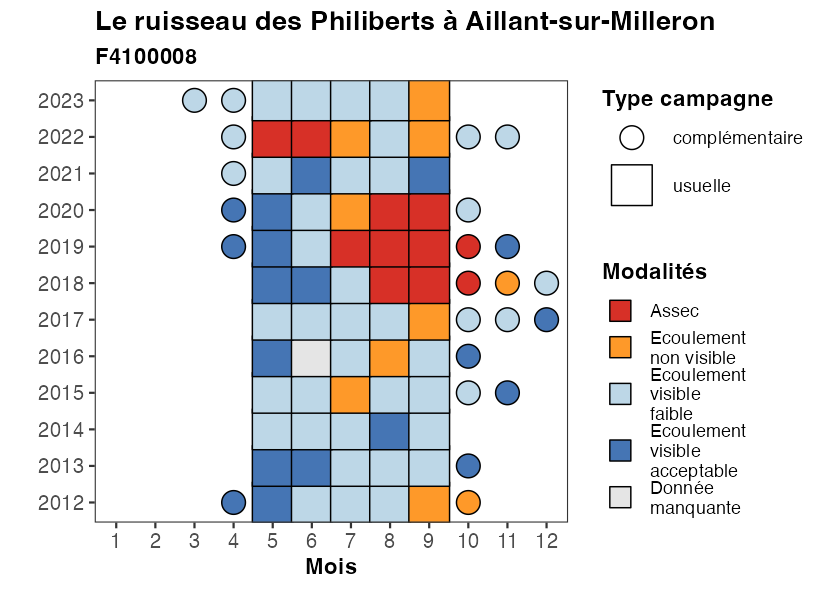 Le ruisseau des Philiberts à Aillant-sur-Milleron
F4100008
2023
2022
2021
2020
2019
2018
2017
2016
2015
2014
2013
2012
1 2 3 4 5 6 7 8 9 10 11 12
Mois
Type campagne
complémentaire
usuelle
Modalités
Assec
Ecoulement
non visible
Ecoulement
visible
faible
Ecoulement
visible
acceptable
Donnée
manquante